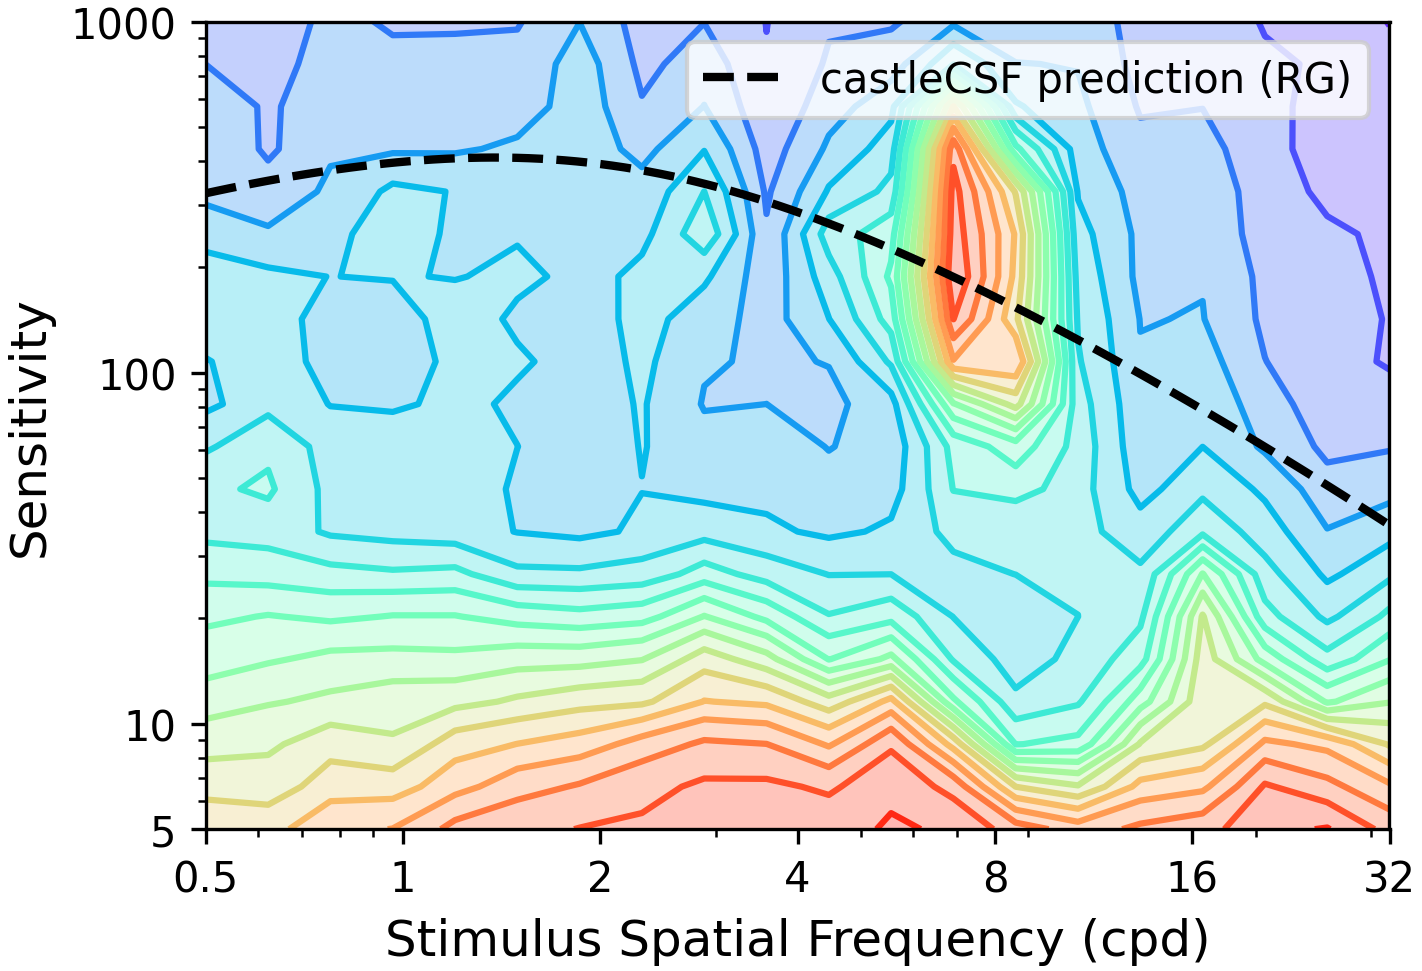 1000
100
10
5
Sensitivity
castleCSF prediction (RG)
0.5 1 2 4 8 16 32
Stimulus Spatial Frequency (cpd)